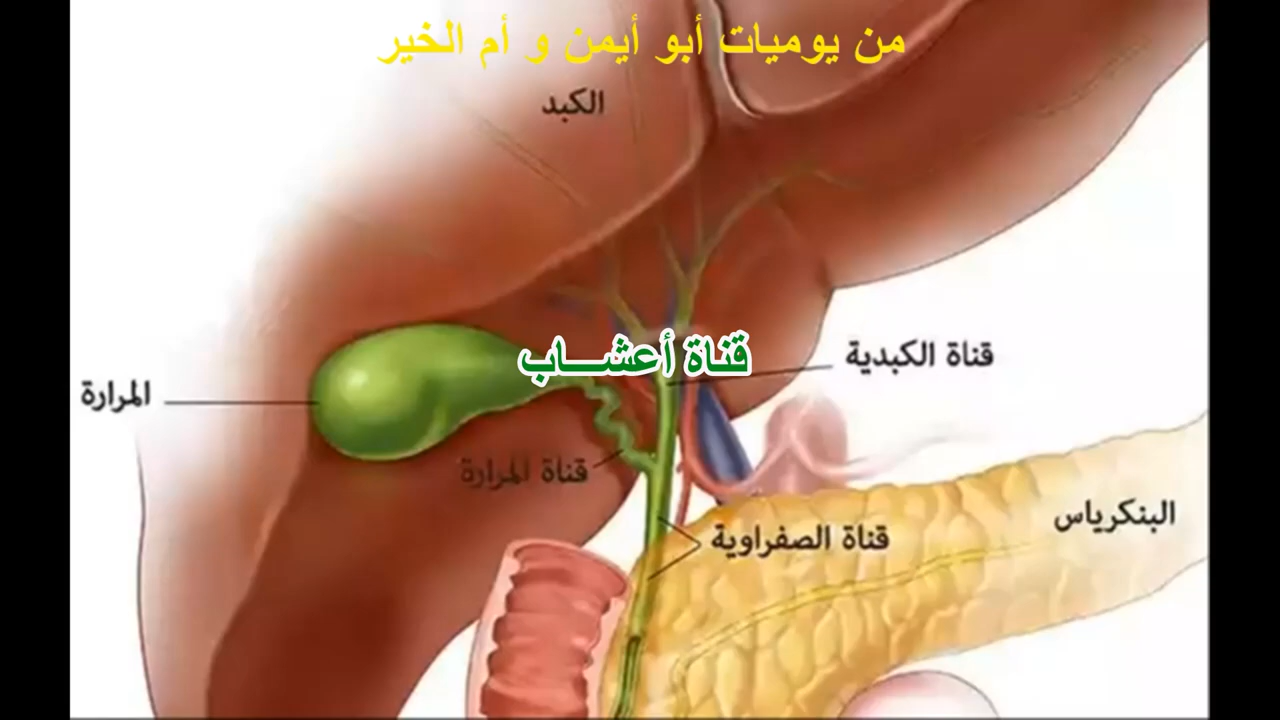 من يوميات أبو أيمن و أم الخير
الكبد
قناة أعشـــاب
قناة الكبدية
المرارة
قناة المرارة
البنكرياس
قناة الصفراوية